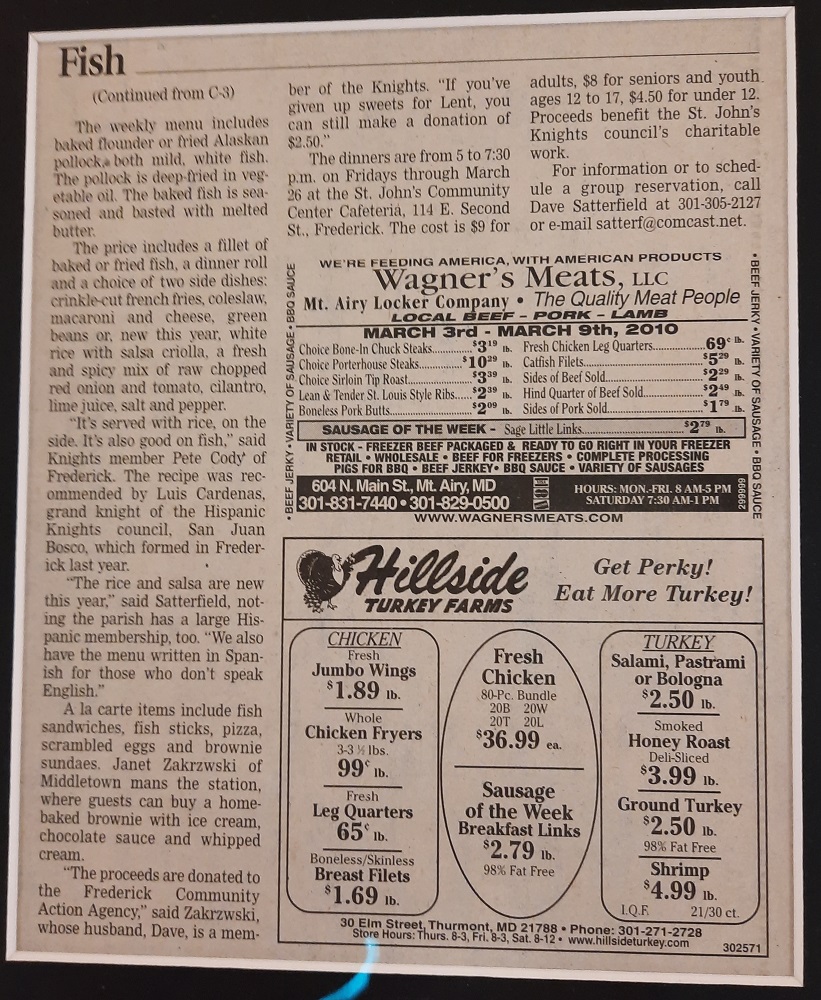 Fish
(Continued from C-3)
The weekly menu includes
baked flounder or fried Alaskan
pollock, both mild, white fish.
The pollock is deep-fried in veg-
etable oil. The baked fish is sea-
soned and basted with melted
butter.
The price includes a fillet of
baked or fried fish, a dinner roll
and a choice of two side dishes:
crinkle-cut french fries, coleslaw,
macaroni and cheese, green
beans or, new this year, white
rice with salsa criolla, a fresh
and spicy mix of raw chopped
red onion and tomato, cilantro,
lime juice, salt and pepper.
"It's served with rice, on the
side. It's also good on fish," said
Knights member Pete Cody of
Frederick. The recipe was rec-
ommended by Luis Cardenas,
grand knight of the Hispanic
Knights council, San Juan
Bosco, which formed in Freder-
ick last year.
"The rice and salsa are new
this year," said Satterfield, not-
ing the parish has a large His-
panic membership, too. "We also
have the menu written in Span-
ish for those who don't speak
English."
A la carte items include fish
sandwiches, fish sticks, pizza,
scrambled eggs and brownie
sundaes. Janet Zakrzwski of
Middletown mans the station,
where guests can buy a home-
baked brownie with ice cream,
chocolate sauce and whipped
cream.
"The proceeds are donated to
the Frederick Community
Action Agency," said Zakrzwski,
whose husband, Dave, is a mem-
ber of the Knights. "If you've
given up sweets for Lent, you
can still make a donation of
$2.50."
The dinners are from 5 to 7:30
p.m. on Fridays through March
26 at the St. John's Community
Center Cafeteria, 114 E. Second
St., Frederick. The cost is $9 for
adults, $8 for seniors and youth
ages 12 to 17, $4.50 for under 12.
Proceeds benefit the St. John's
Knights council's charitable
work.
For information or to sched-
ule a group reservation, call
Dave Satterfield at 301-305-2127
or e-mail satterf@comcast.net.
• BEEF JERKY • VARIETY OF SAUSAGE • BBQ SAUCE
WE'RE FEEDING AMERICA, WITH AMERICAN PRODUCTS
Wagner's Meats, LLC
Mt. Airy Locker Company • The Quality Meat People
LOCAL BEEF - PORK - LAMB
MARCH 3rd - MARCH 9th, 2010
Choice Bone-In Chuck Steaks............$3.19 lb.
Choice Porterhouse Steaks..............$10.29 lb.
Choice Sirloin Tip Roast................$3.39 lb.
Lean & Tender St. Louis Style Ribs......$2.39 lb.
Boneless Pork Butts.....................$2.09 lb.
Fresh Chicken Leg Quarters..............69¢ lb.
Catfish Filets..........................$5.29 lb.
Sides of Beef Sold......................$2.29 lb.
Hind Quarter of Beef Sold...............$2.49 lb.
Sides of Pork Sold......................$1.79 lb.
SAUSAGE OF THE WEEK - Sage Little Links..............$2.79 lb.
IN STOCK - FREEZER BEEF PACKAGED & READY TO GO RIGHT IN YOUR FREEZER
RETAIL • WHOLESALE • BEEF FOR FREEZERS • COMPLETE PROCESSING
PIGS FOR BBQ • BEEF JERKEY • BBQ SAUCE • VARIETY OF SAUSAGES
604 N. Main St., Mt. Airy, MD
301-831-7440 • 301-829-0500
HOURS: MON.-FRI. 8 AM-5 PM
SATURDAY 7:30 AM-1 PM
299999
WWW.WAGNERSMEATS.COM
• BEEF JERKY • VARIETY OF SAUSAGE • BBQ SAUCE
Hillside
TURKEY FARMS
Get Perky!
Eat More Turkey!
CHICKEN
Fresh
Jumbo Wings
$1.89 lb.
Whole
Chicken Fryers
3-3 ½ lbs.
99¢ lb.
Fresh
Leg Quarters
65¢ lb.
Boneless/Skinless
Breast Filets
$1.69 lb.
Fresh
Chicken
80-Pc. Bundle
20B 20W
20T 20L
$36.99 ea.
Sausage
of the Week
Breakfast Links
$2.79 lb.
98% Fat Free
TURKEY
Salami, Pastrami
or Bologna
$2.50 lb.
Smoked
Honey Roast
Deli-Sliced
$3.99 lb.
Ground Turkey
$2.50 lb.
98% Fat Free
Shrimp
$4.99 lb.
I.Q.F. 21/30 ct.
30 Elm Street, Thurmont, MD 21788 • Phone: 301-271-2728
Store Hours: Thurs. 8-3, Fri. 8-3, Sat. 8-12 • www.hillsideturkey.com
302571